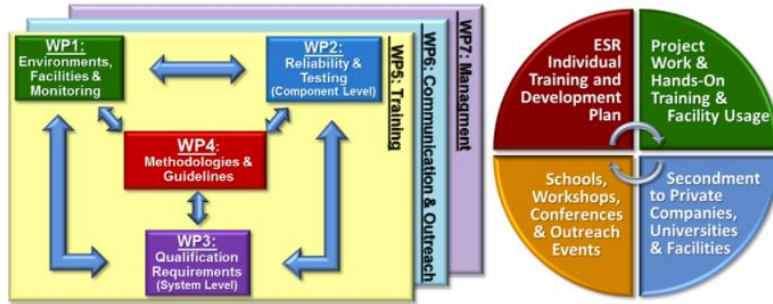 WP1:
Environments,
Facilities &
Monitoring
WP2:
Reliability &
Testing
(Component Level)
WP4:
Methodologies &
Guidelines
WP3:
Qualification
Requirements
(System Level)
WP5: Training
WP6: Communication & Outreach
WP7: Managment
ESR
Individual
Training and
Development
Plan
Project
Work &
Hands-On
Training &
Facility Usage
Schools,
Workshops,
Conferences
& Outreach
Events
Secondment
to Private
Companies,
Universities
& Facilities